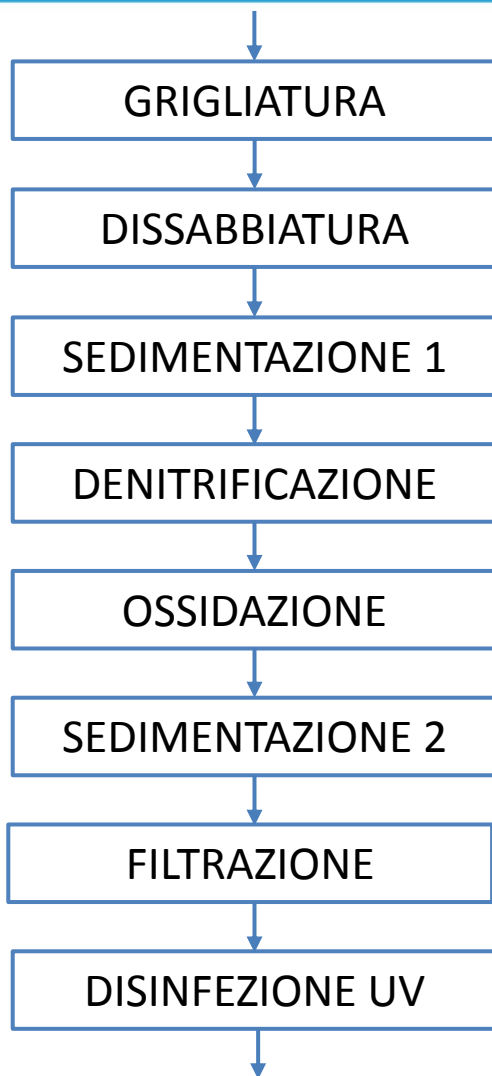 GRIGLIATURA
DISSABBIATURA
SEDIMENTAZIONE 1
DENITRIFICAZIONE
OSSIDAZIONE
SEDIMENTAZIONE 2
FILTRAZIONE
DISINFEZIONE UV